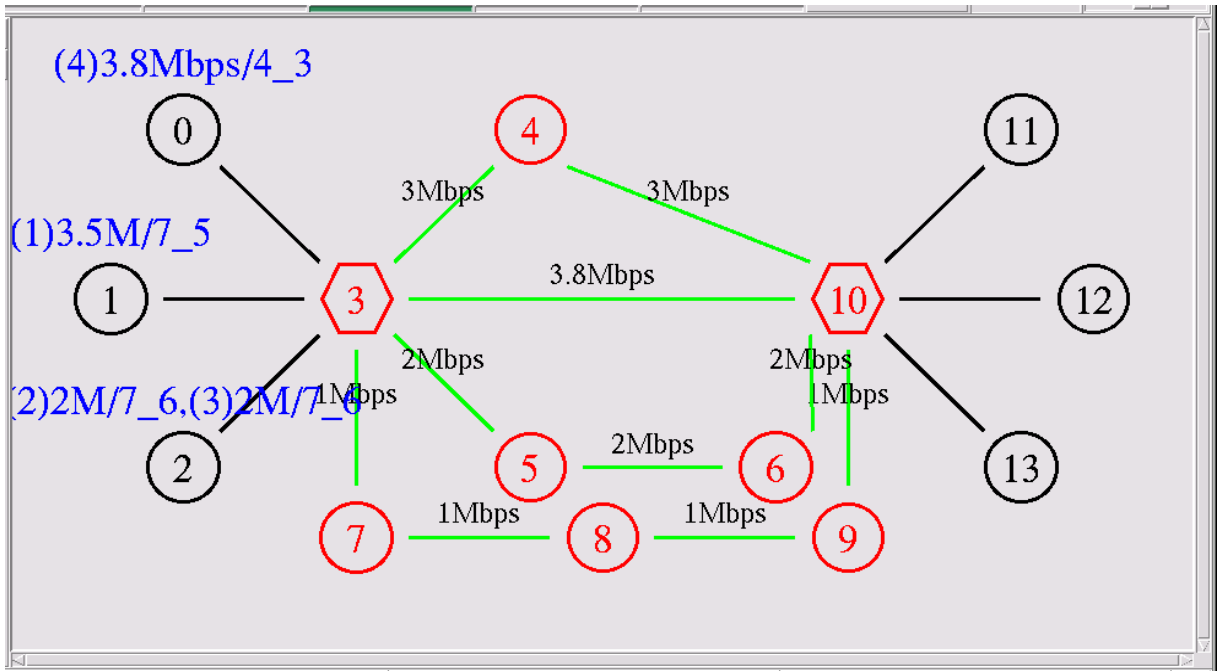 (4)3.8Mbps/4_3
0
4
11
3Mbps
3Mbps
(1)3.5M/7_5
3.8Mbps
1
3
10
12
2Mbps
2Mbps
(2)2M/7_6,(3)2M/7_6
1Mbps
1Mbps
2Mbps
2
5
6
13
1Mbps
1Mbps
7
8
9